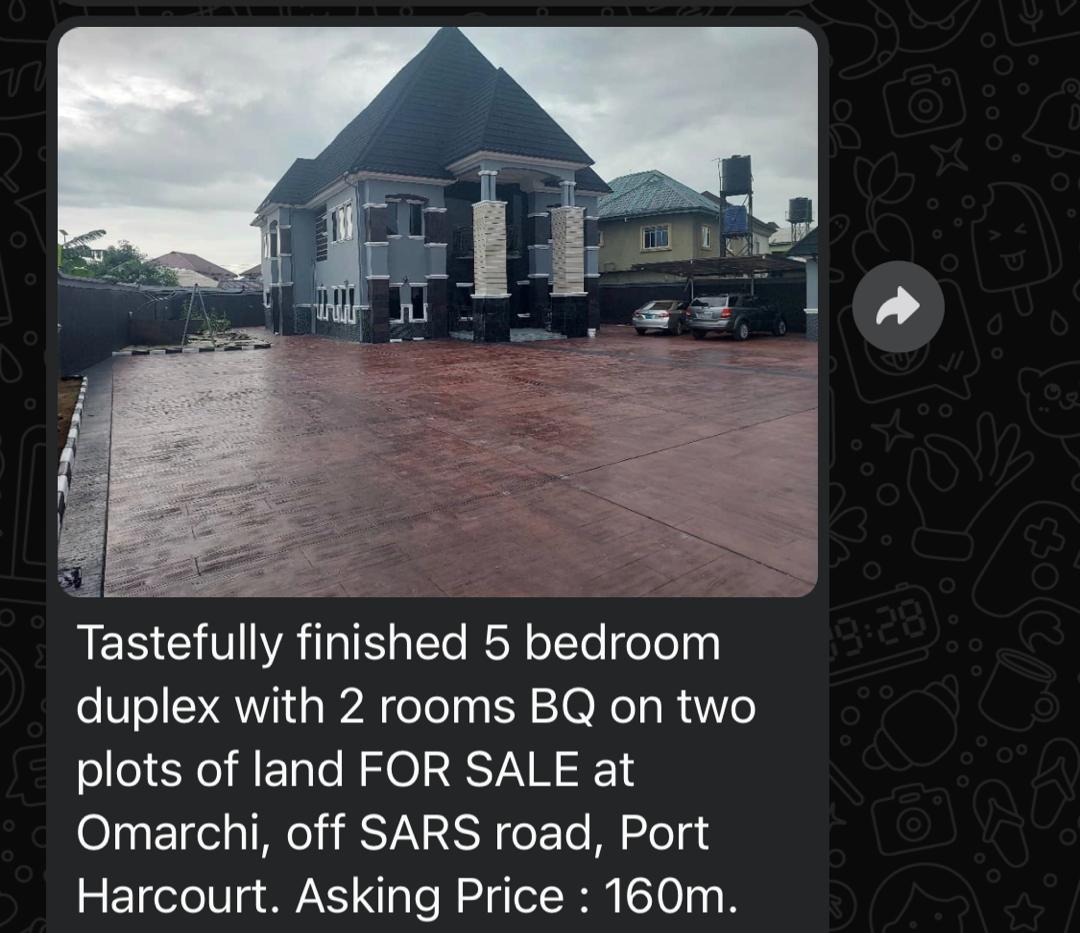 Tastefully finished 5 bedroom
duplex with 2 rooms BQ on two
plots of land FOR SALE at
Omarchi, off SARS road, Port
Harcourt. Asking Price : 160m.